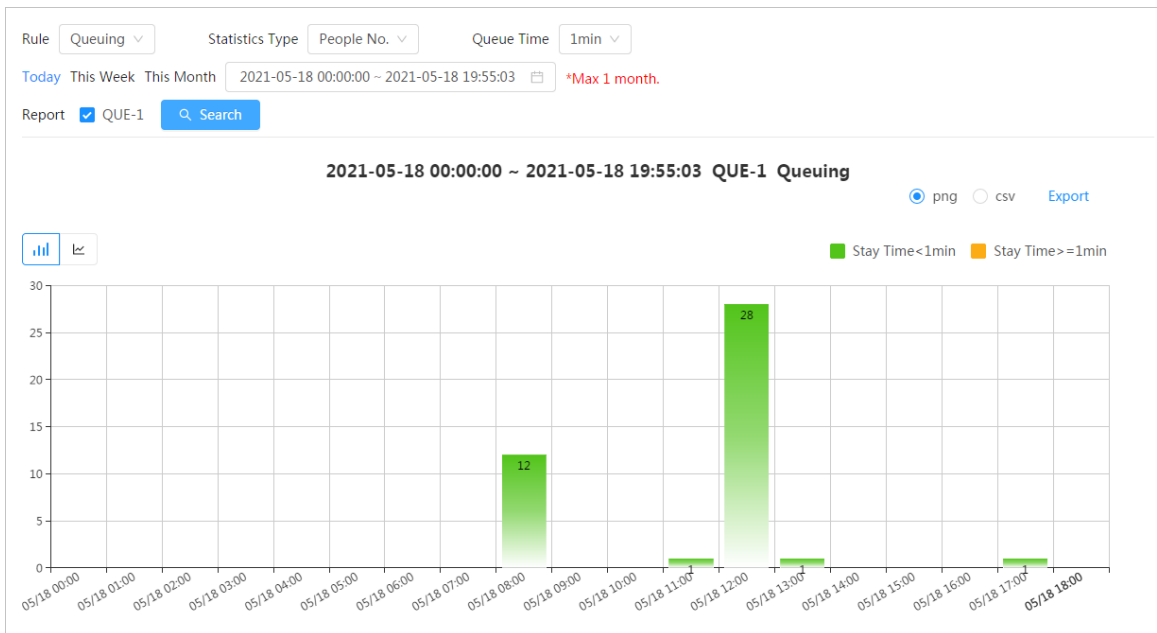 Rule Queuing Statistics Type People No. Queue Time 1min
Today This Week This Month 2021-05-18 00:00:00 ~ 2021-05-18 19:55:03 *Max 1 month.
Report QUE-1 Search
2021-05-18 00:00:00 ~ 2021-05-18 19:55:03 QUE-1 Queuing
png csv Export
Stay Time<1min Stay Time>=1min
30
28
25
20
15
12
10
5
0
1 1 1
05/18 00:00 05/18 01:00 05/18 02:00 05/18 03:00 05/18 04:00 05/18 05:00 05/18 06:00 05/18 07:00 05/18 08:00 05/18 09:00 05/18 10:00 05/18 11:00 05/18 12:00 05/18 13:00 05/18 14:00 05/18 15:00 05/18 16:00 05/18 17:00 05/18 18:00